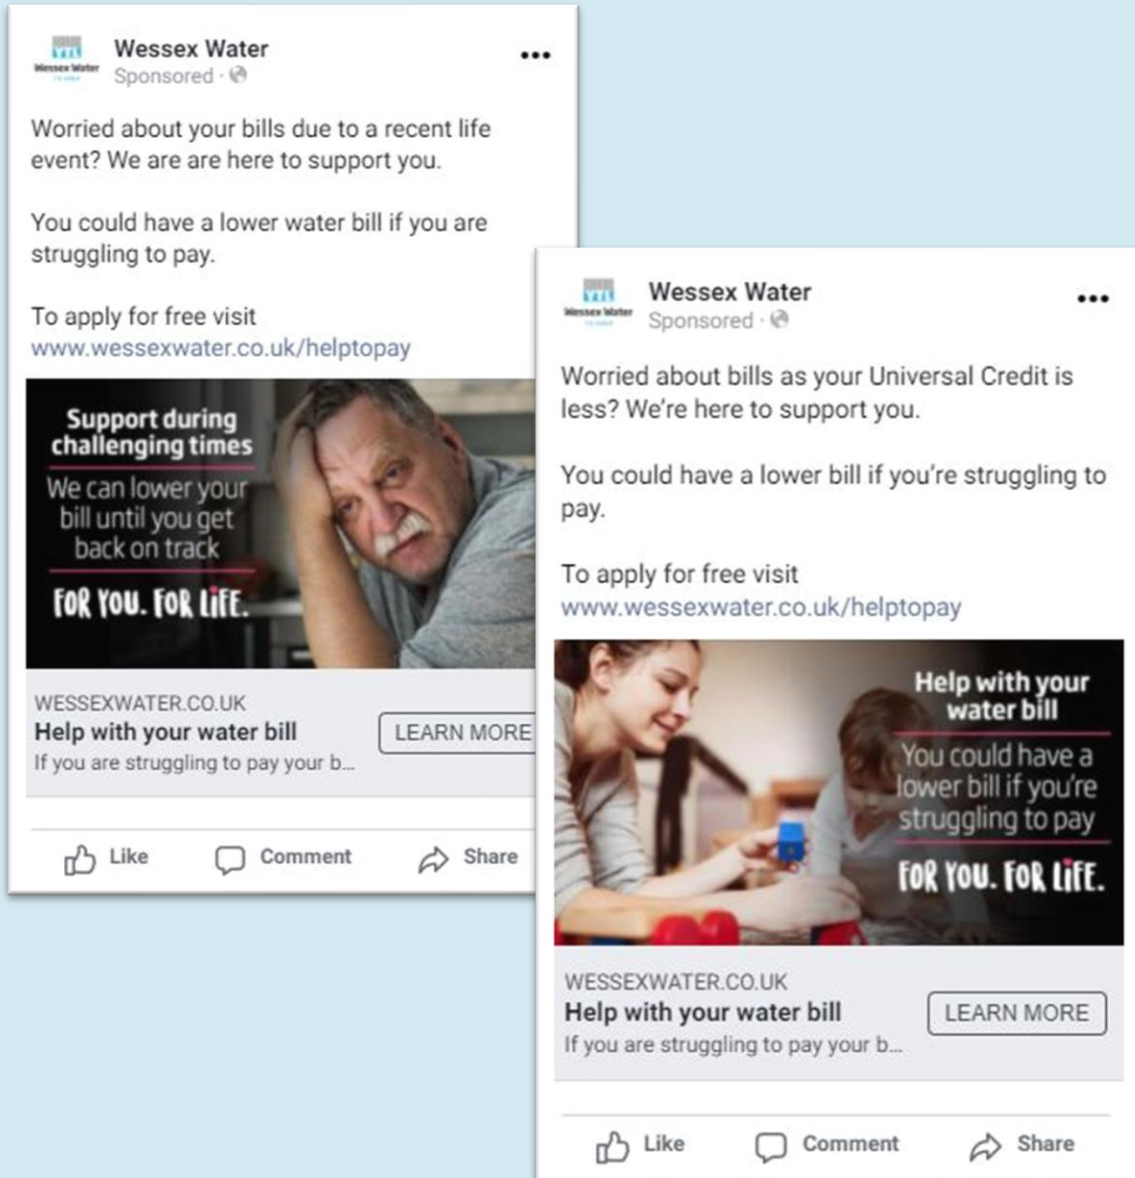 YTL
Wessex Water
Wessex Water
Sponsored ·
Worried about your bills due to a recent life
event? We are are here to support you.
You could have a lower water bill if you are
struggling to pay.
To apply for free visit
www.wessexwater.co.uk/helptopay
Support during
challenging times
We can lower your
bill until you get
back on track
FOR YOU. FOR LiFE.
WESSEXWATER.CO.UK
Help with your water bill
If you are struggling to pay your b...
LEARN MORE
Like
Comment
Share
YTL
Wessex Water
Wessex Water
Sponsored ·
Worried about bills as your Universal Credit is
less? We're here to support you.
You could have a lower bill if you're struggling to
pay.
To apply for free visit
www.wessexwater.co.uk/helptopay
Help with your
water bill
You could have a
lower bill if you're
struggling to pay
FOR YOU. FOR LiFE.
WESSEXWATER.CO.UK
Help with your water bill
If you are struggling to pay your b...
LEARN MORE
Like
Comment
Share